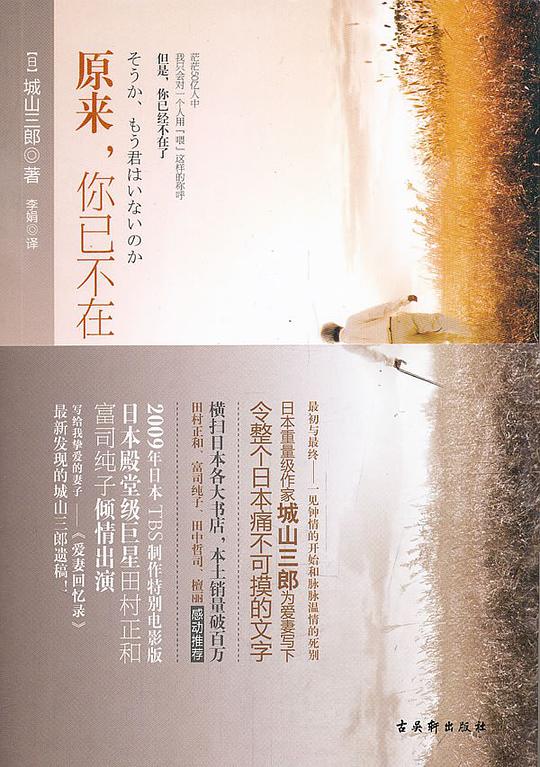 [日]城山三郎◎著
李娟◎译
原来，你已不在
そうか、もう君はいないのか
茫茫60亿人中
我只会对一个人用「喂」这样的称呼
但是，你已经不在了
最初与最终——一见钟情的开始和脉脉温情的死别
日本重量级作家城山三郎为爱妻写下
令整个日本痛不可摸的文字
横扫日本各大书店，本土销量破百万
田村正和、富司纯子、田中哲司、檀丽 感动推荐
2009年日本TBS制作特别电影版
日本殿堂级巨星田村正和
富司纯子倾情出演
写给我挚爱的妻子——《爱妻回忆录》
最新发现的城山三郎遗稿！
古吴轩出版社